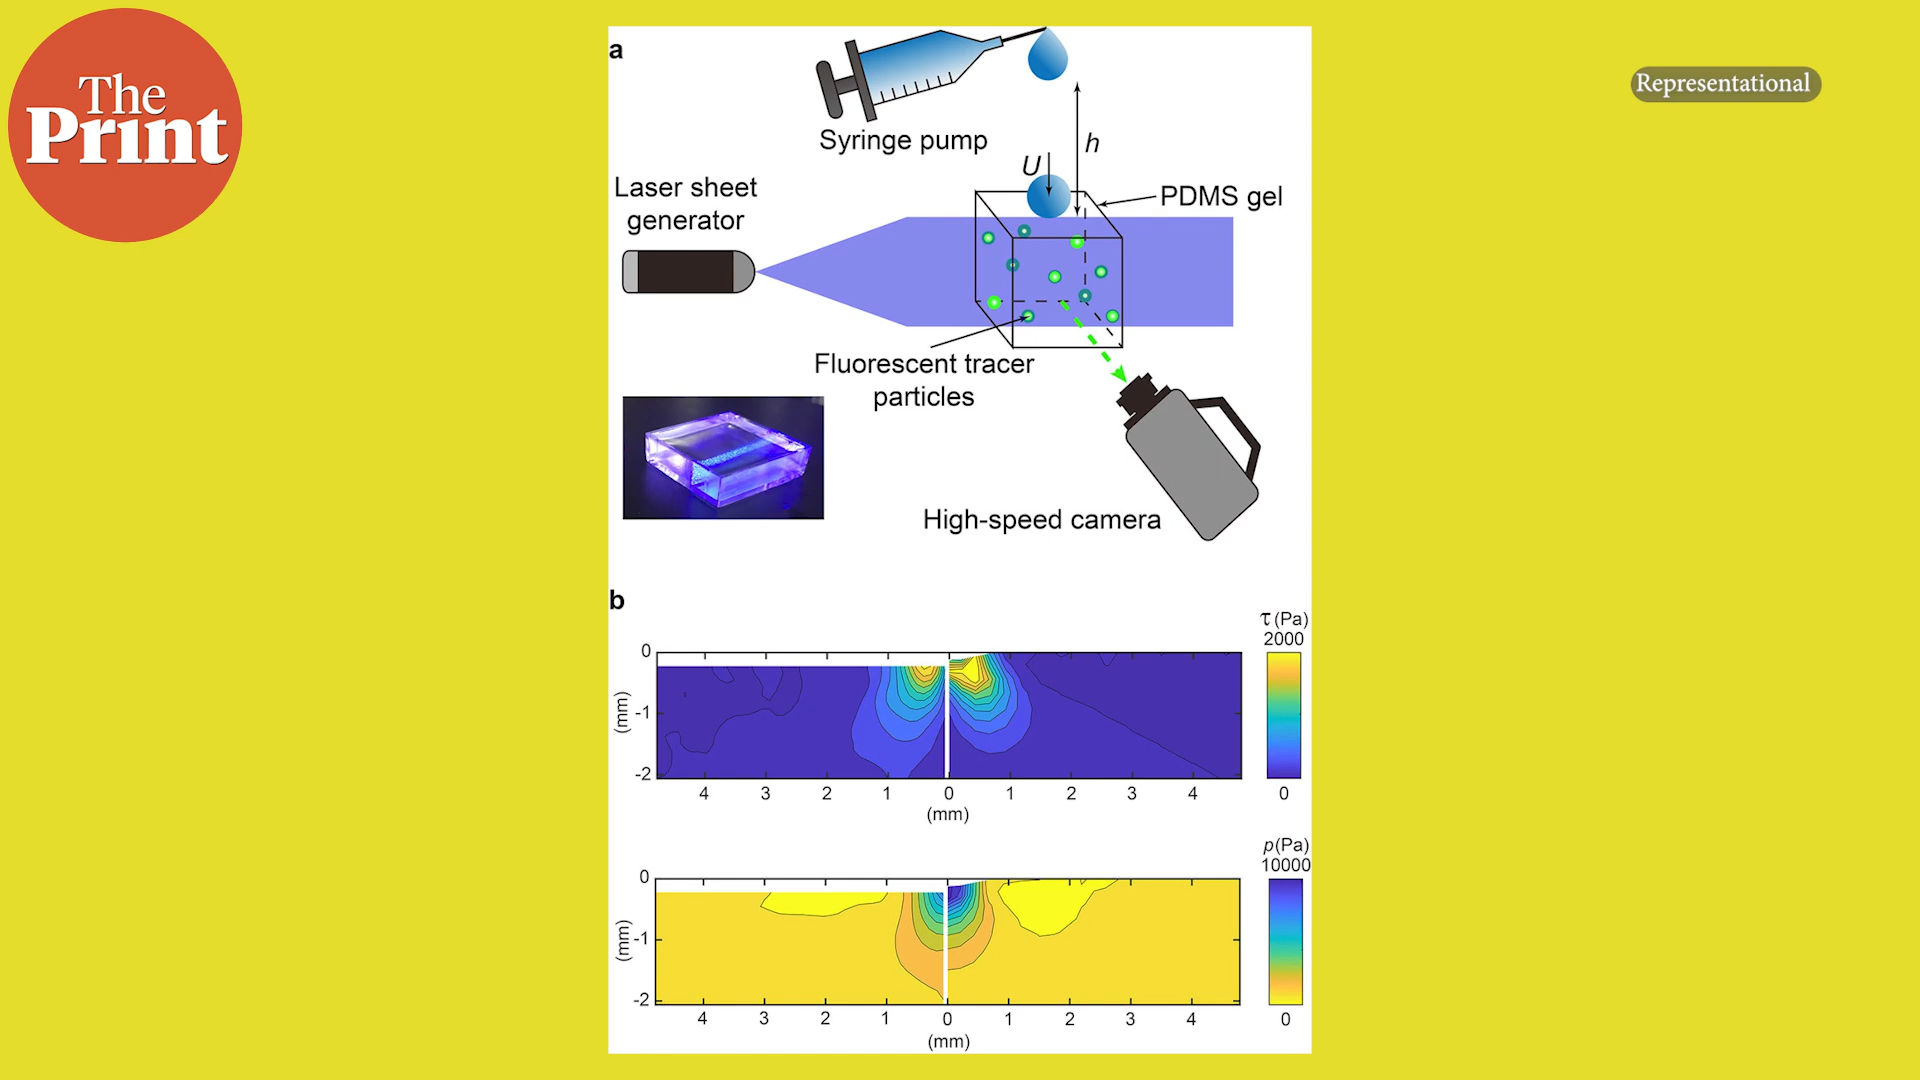 The
Print
Representational
a
Syringe pump
h
U
PDMS gel
Laser sheet
generator
Fluorescent tracer
particles
High-speed camera
b
τ (Pa)
2000
0
-1
-2
(mm)
4 3 2 1 0 1 2 3 4
(mm)
0
p(Pa)
10000
0
-1
-2
(mm)
4 3 2 1 0 1 2 3 4
(mm)
0